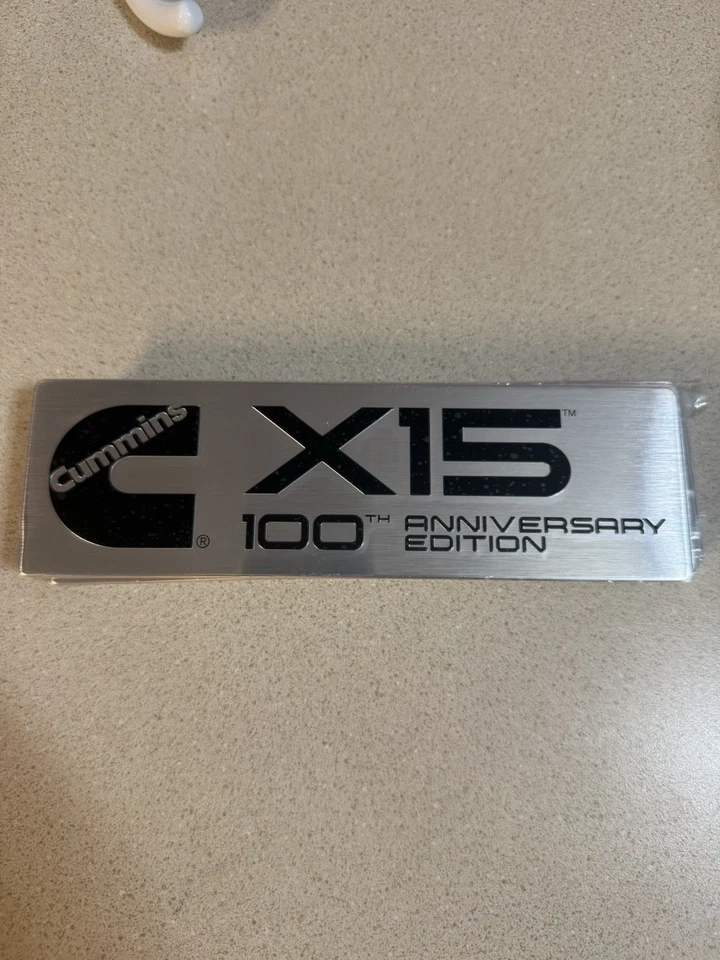 Cummins
®
X15™
100TH ANNIVERSARY
EDITION